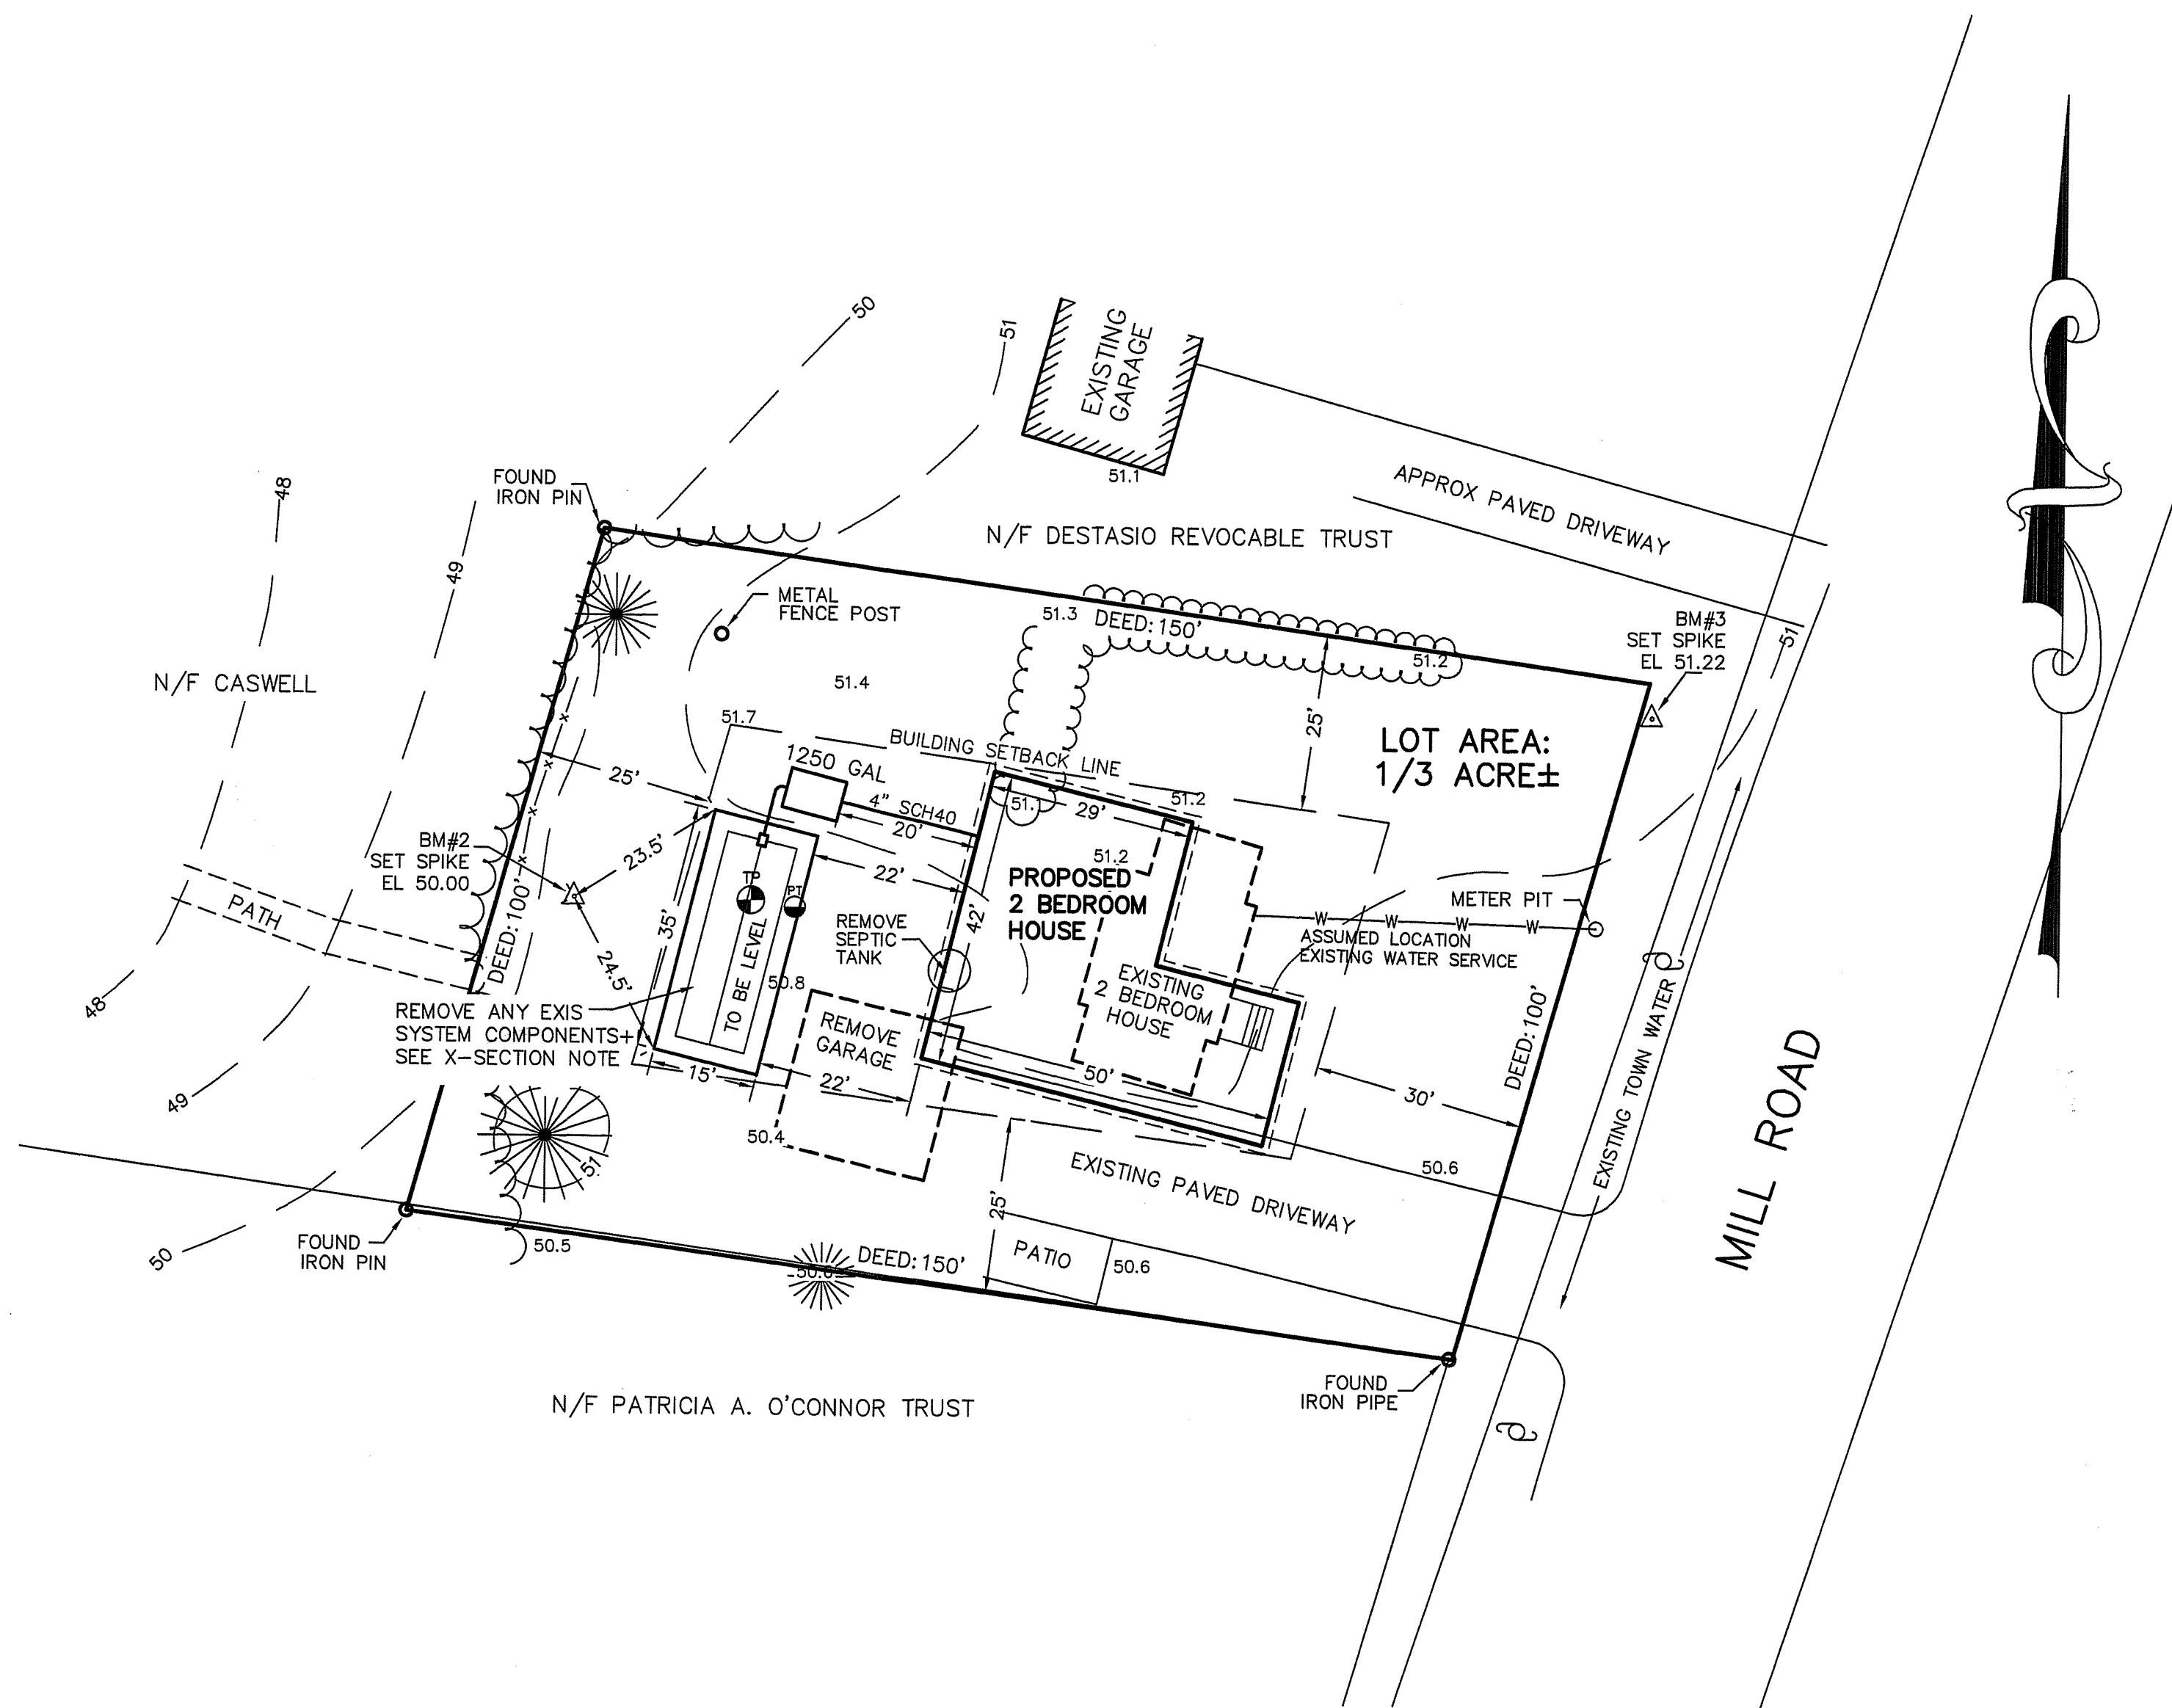 50
51
EXISTING
GARAGE
51.1
APPROX PAVED DRIVEWAY
48
FOUND
IRON PIN
N/F DESTASIO REVOCABLE TRUST
49
METAL
FENCE POST
51.3
DEED: 150'
51.2
BM#3
SET SPIKE
EL 51.22
51
N/F CASWELL
51.4
51.7
25'
LOT AREA:
1/3 ACRE±
BUILDING SETBACK LINE
1250 GAL
25'
4" SCH40
20'
51.1
29'
51.2
BM#2
SET SPIKE
EL 50.00
23.5'
22'
51.2
PROPOSED
2 BEDROOM
HOUSE
TP
PT
METER PIT
W W W W
ASSUMED LOCATION
EXISTING WATER SERVICE
PATH
DEED: 100'
35'
42'
REMOVE
SEPTIC
TANK
24.5'
TO BE LEVEL
50.8
EXISTING
2 BEDROOM
HOUSE
48
REMOVE ANY EXIS
SYSTEM COMPONENTS+
SEE X-SECTION NOTE
REMOVE
GARAGE
DEED: 100'
EXISTING TOWN WATER
MILL ROAD
49
15'
22'
50'
30'
50.4
51
EXISTING PAVED DRIVEWAY
50.6
25'
50
FOUND
IRON PIN
50.5
DEED: 150'
PATIO
50.6
FOUND
IRON PIPE
N/F PATRICIA A. O'CONNOR TRUST